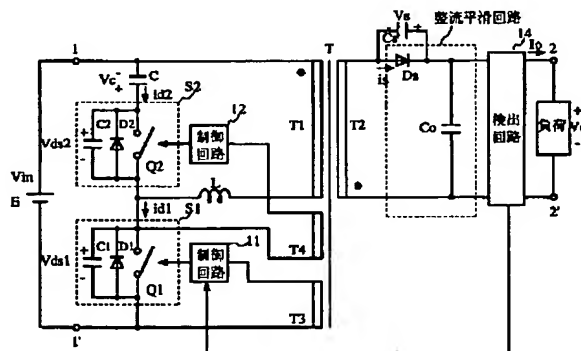 整流平滑回路
Vs
Cs
14
Io
1
T
2
Vc
C
id2
S2
is
Ds
C2
D2
Vds2
Q2
12
制御
回路
T1
T2
Co
検出
回路
負荷
Vin
E
L
id1
S1
2'
C1
D1
11
Vds1
Q1
制御
回路
T4
T3
1'